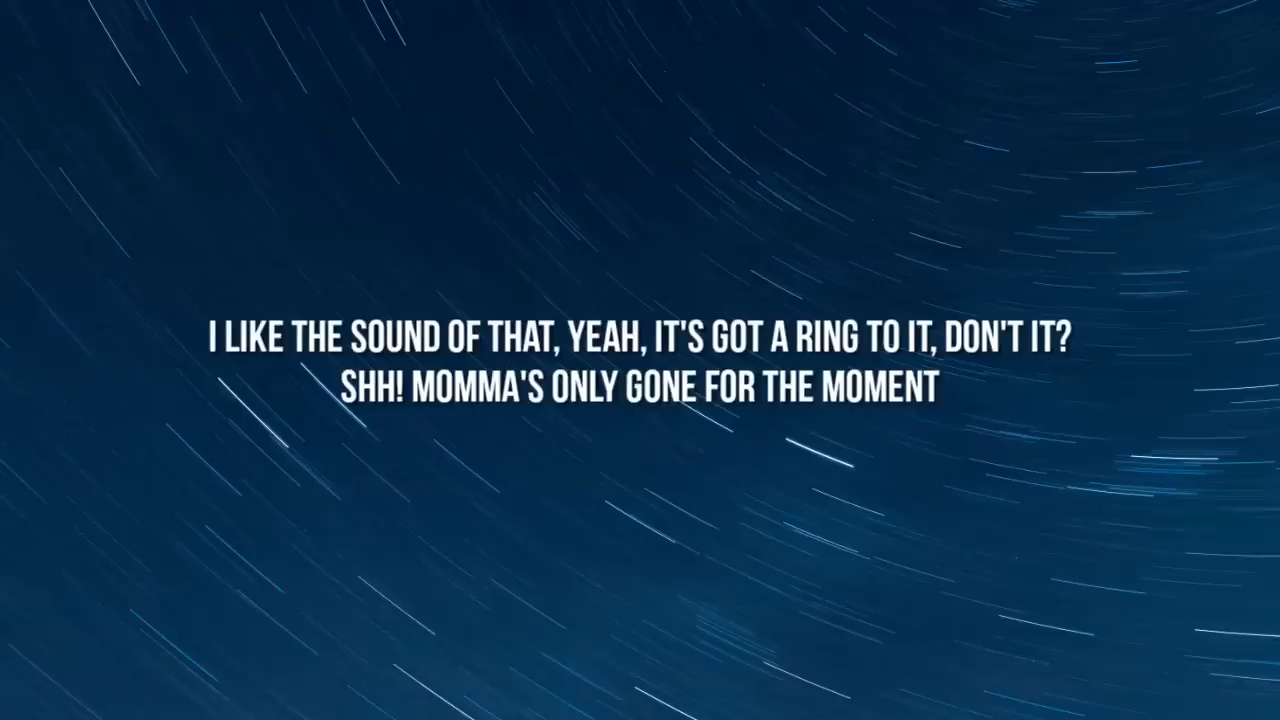 I LIKE THE SOUND OF THAT, YEAH, IT'S GOT A RING TO IT, DON'T IT?
SHH! MOMMA'S ONLY GONE FOR THE MOMENT